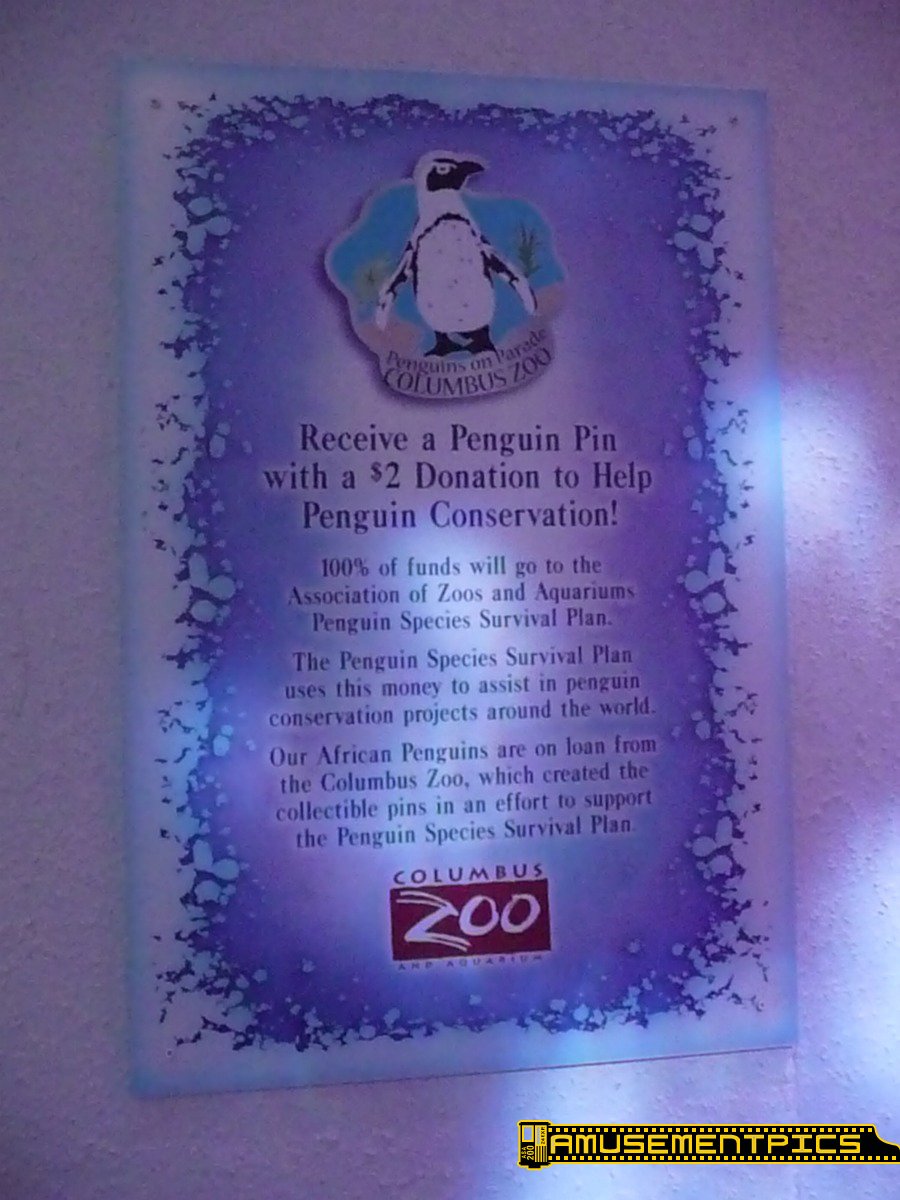 Penguins on Parade
COLUMBUS ZOO
Receive a Penguin Pin
with a $2 Donation to Help
Penguin Conservation!
100% of funds will go to the
Association of Zoos and Aquariums
Penguin Species Survival Plan.
The Penguin Species Survival Plan
uses this money to assist in penguin
conservation projects around the world.
Our African Penguins are on loan from
the Columbus Zoo, which created the
collectible pins in an effort to support
the Penguin Species Survival Plan.
COLUMBUS
ZOO
AND AQUARIUM
AMUSEMENTPICS